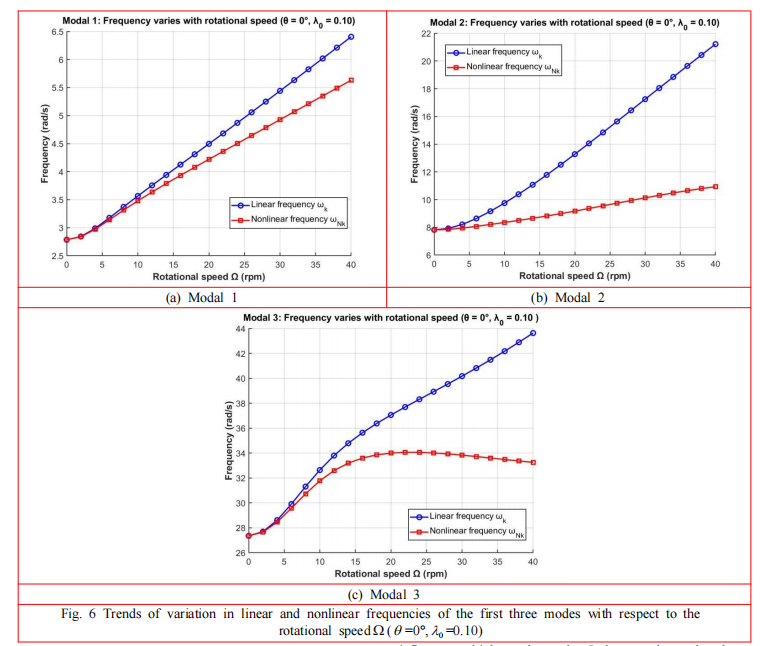 Modal 1: Frequency varies with rotational speed (θ = 0°, λ0 = 0.10)
6.5
6
5.5
5
4.5
4
3.5
3
2.5
Frequency (rad/s)
Linear frequency ωk
Nonlinear frequency ωNk
0 5 10 15 20 25 30 35 40
Rotational speed Ω (rpm)
(a) Modal 1
Modal 2: Frequency varies with rotational speed (θ = 0°, λ0 = 0.10)
22
20
18
16
14
12
10
8
6
Frequency (rad/s)
Linear frequency ωk
Nonlinear frequency ωNk
0 5 10 15 20 25 30 35 40
Rotational speed Ω (rpm)
(b) Modal 2
Modal 3: Frequency varies with rotational speed (θ = 0°, λ0 = 0.10 )
44
42
40
38
36
34
32
30
28
26
Frequency (rad/s)
Linear frequency ωk
Nonlinear frequency ωNk
0 5 10 15 20 25 30 35 40
Rotational speed Ω (rpm)
(c) Modal 3
Fig. 6 Trends of variation in linear and nonlinear frequencies of the first three modes with respect to the
rotational speed Ω ( θ =0°, λ0 =0.10)